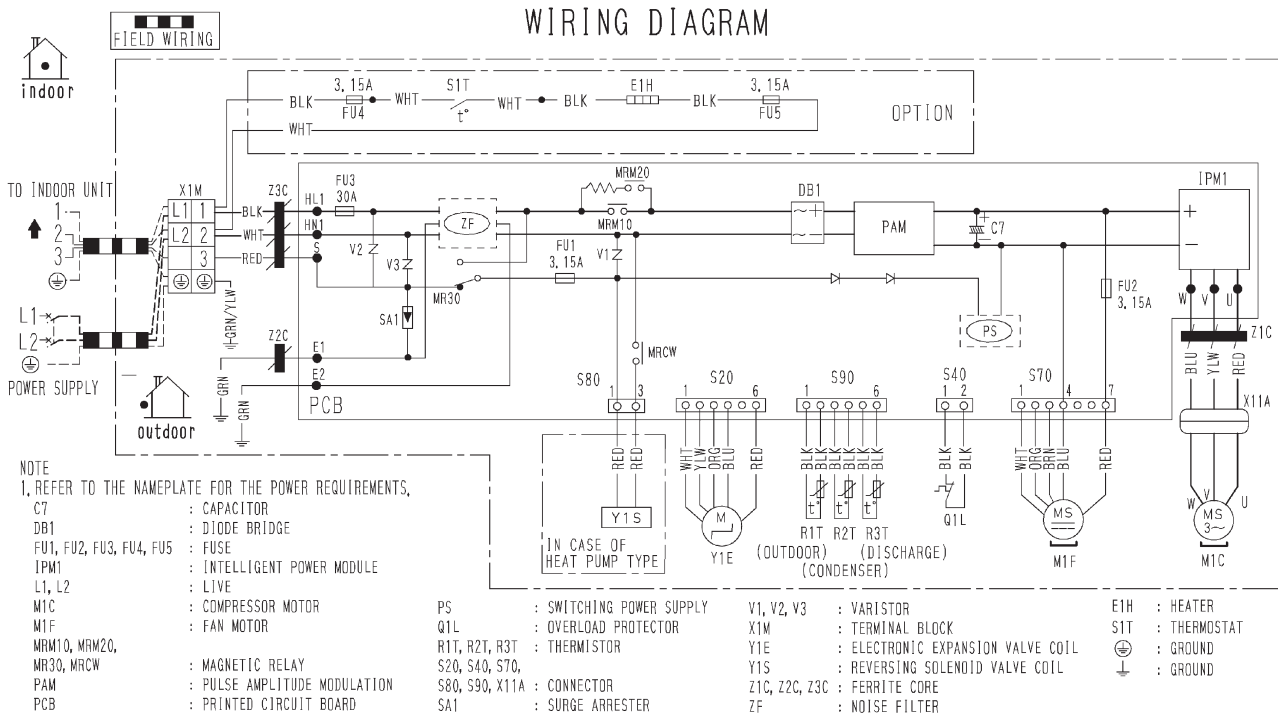 WIRING DIAGRAM
FIELD WIRING
indoor
3.15A S1T E1H 3.15A
BLK WHT WHT BLK BLK
FU4 t° FU5
OPTION
WHT
TO INDOOR UNIT
1
2
3
X1M
L1 1
L2 2
3
Z3C
BLK
WHT
RED
HL1
HN1
S
FU3
30A
V2
V3
ZF
MRM20
MRM10
FU1
3.15A
V1
MR30
SA1
DB1
~ +
~ −
PAM
+
−
C7
IPM1
+
−
FU2
3.15A
PS
W V U
Z1C
BLU YLW RED
X11A
W V U
MS
3~
M1C
L1
L2
POWER SUPPLY
GRN/YLW
Z2C
E1
E2
GRN
GRN
PCB
outdoor
MRCW
S80
1 3
RED RED
Y1S
IN CASE OF
HEAT PUMP TYPE
S20
1 6
WHT YLW ORG BLU RED
M
Y1E
S90
1 6
BLK BLK BLK BLK BLK BLK
t° t° t°
R1T R2T R3T
(OUTDOOR) (DISCHARGE)
(CONDENSER)
S40
1 2
BLK BLK
Q1L
S70
1 4 7
WHT ORG BRN BLU RED
MS
M1F
NOTE
1. REFER TO THE NAMEPLATE FOR THE POWER REQUIREMENTS.
C7 : CAPACITOR
DB1 : DIODE BRIDGE
FU1, FU2, FU3, FU4, FU5 : FUSE
IPM1 : INTELLIGENT POWER MODULE
L1, L2 : LIVE
M1C : COMPRESSOR MOTOR
M1F : FAN MOTOR
MRM10, MRM20,
MR30, MRCW : MAGNETIC RELAY
PAM : PULSE AMPLITUDE MODULATION
PCB : PRINTED CIRCUIT BOARD
PS : SWITCHING POWER SUPPLY
Q1L : OVERLOAD PROTECTOR
R1T, R2T, R3T : THERMISTOR
S20, S40, S70,
S80, S90, X11A : CONNECTOR
SA1 : SURGE ARRESTER
V1, V2, V3 : VARISTOR
X1M : TERMINAL BLOCK
Y1E : ELECTRONIC EXPANSION VALVE COIL
Y1S : REVERSING SOLENOID VALVE COIL
Z1C, Z2C, Z3C : FERRITE CORE
ZF : NOISE FILTER
E1H : HEATER
S1T : THERMOSTAT
: GROUND
: GROUND